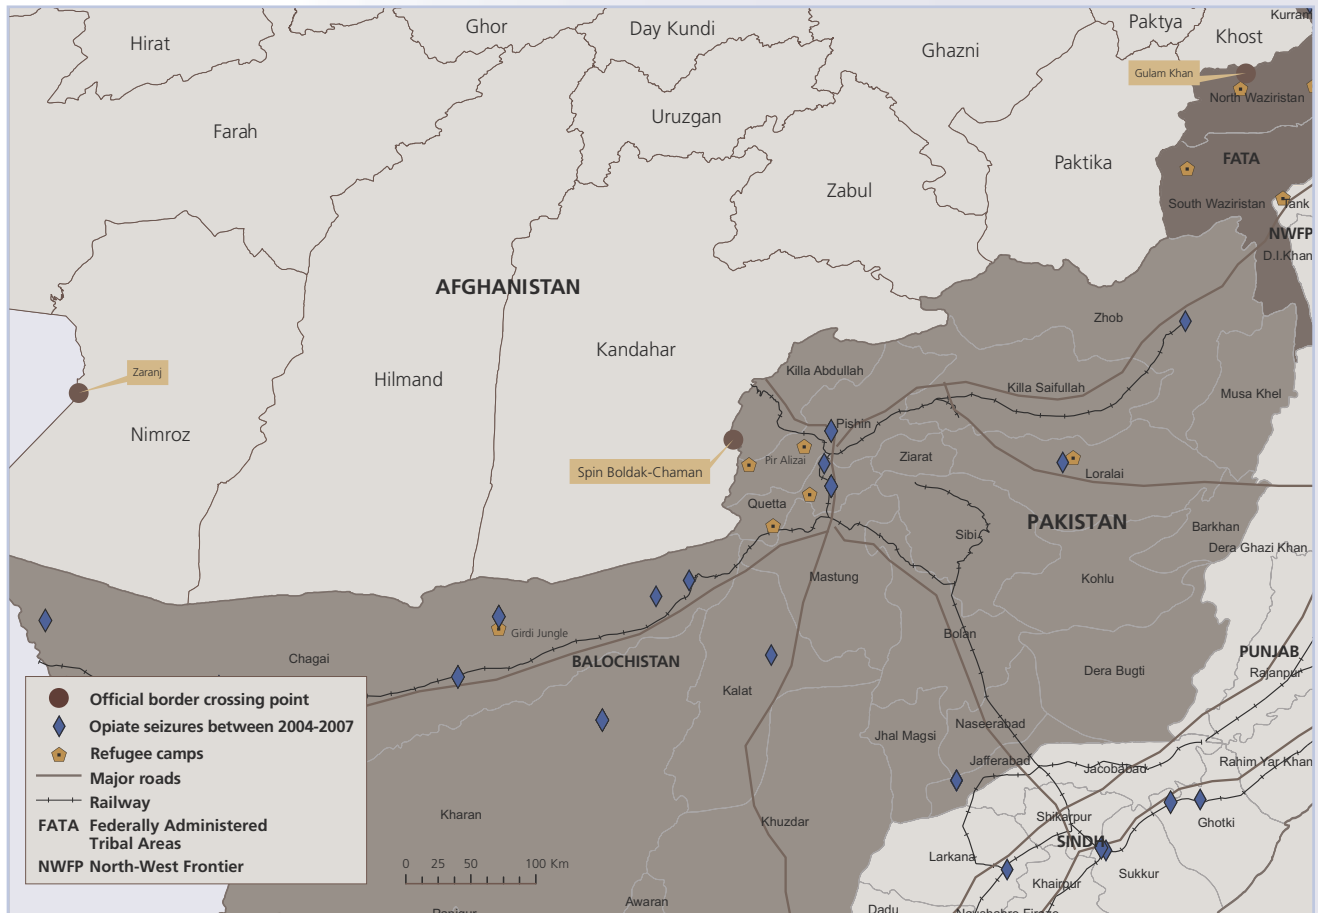 Hirat
Ghor
Day Kundi
Ghazni
Paktya
Khost
Kurram
Gulam Khan
North Waziristan
Farah
Uruzgan
Zabul
Paktika
FATA
South Waziristan
Tank
NWFP
D.I.Khan
AFGHANISTAN
Zhob
Kandahar
Hilmand
Zaranj
Nimroz
Killa Abdullah
Killa Saifullah
Musa Khel
Pishin
Pir Alizai
Ziarat
Loralai
Spin Boldak-Chaman
Quetta
PAKISTAN
Sibi
Barkhan
Dera Ghazi Khan
Mastung
Kohlu
Girdi Jungle
Bolan
Chagai
BALOCHISTAN
PUNJAB
Dera Bugti
Rajanpur
Kalat
Naseerabad
Jhal Magsi
Jafferabad
Jacobabad
Rahim Yar Khan
Kharan
Khuzdar
Shikarpur
Ghotki
SINDH
Larkana
Sukkur
Khairpur
Awaran
Panjgur
Dadu
Naushahro Firoze
Official border crossing point
Opiate seizures between 2004-2007
Refugee camps
Major roads
Railway
FATA Federally Administered
Tribal Areas
NWFP North-West Frontier
0 25 50 100 Km